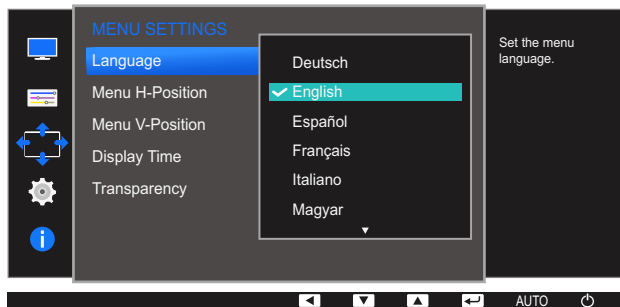 MENU SETTINGS
Language
Menu H-Position
Menu V-Position
Display Time
Transparency
Deutsch
English
Español
Français
Italiano
Magyar
Set the menu
language.
AUTO